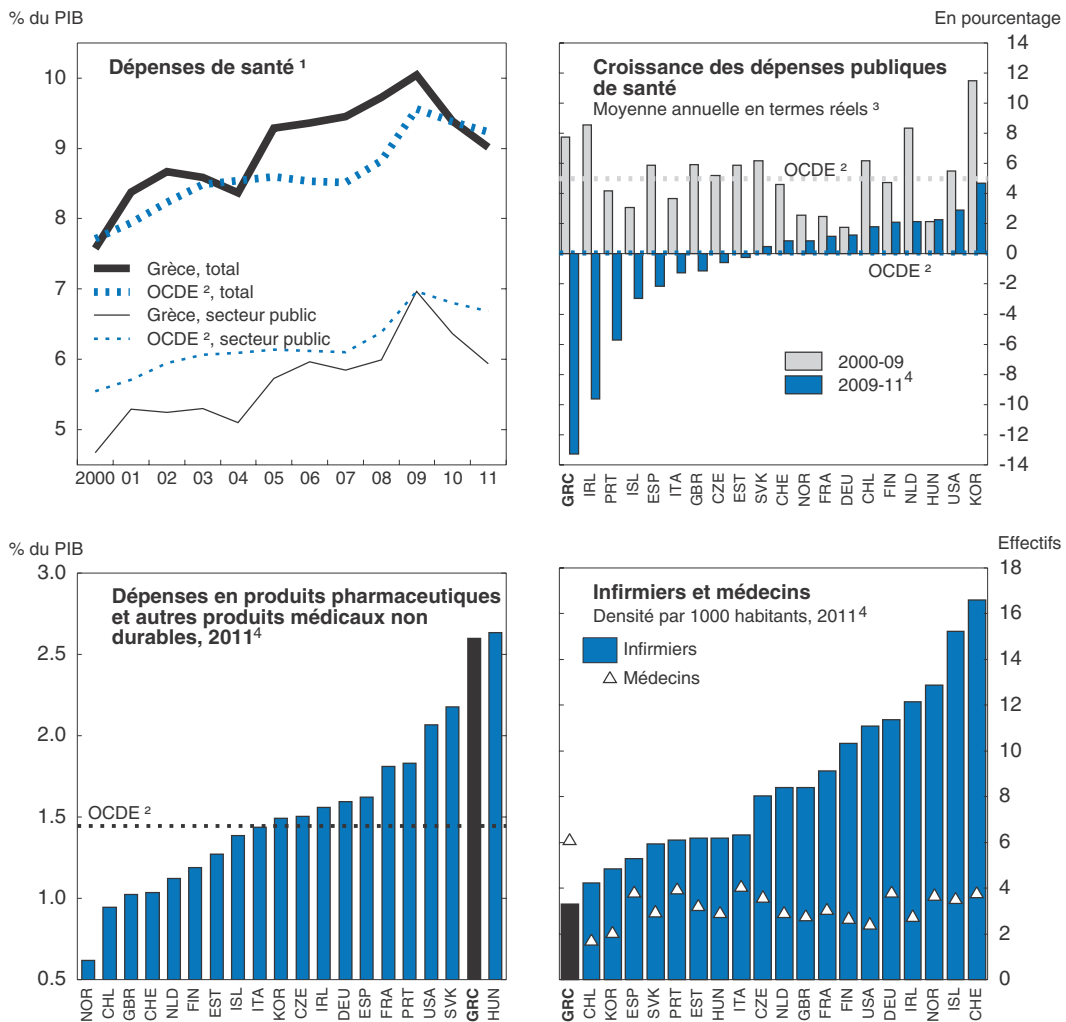 % du PIB
Dépenses de santé ¹
10
9
8
7
6
5
Grèce, total
OCDE ², total
Grèce, secteur public
OCDE ², secteur public
2000 01 02 03 04 05 06 07 08 09 10 11
En pourcentage
Croissance des dépenses publiques
de santé
Moyenne annuelle en termes réels ³
14
12
10
8
6
4
2
0
-2
-4
-6
-8
-10
-12
-14
OCDE ²
OCDE ²
2000-09
2009-11⁴
GRC IRL PRT ISL ESP ITA GBR CZE EST SVK CHE NOR FRA DEU CHL FIN NLD HUN USA KOR
% du PIB
Dépenses en produits pharmaceutiques
et autres produits médicaux non
durables, 2011⁴
3.0
2.5
2.0
1.5
1.0
0.5
OCDE ²
NOR CHL GBR CHE NLD FIN EST ISL ITA KOR CZE IRL DEU ESP FRA PRT USA SVK GRC HUN
Effectifs
Infirmiers et médecins
Densité par 1000 habitants, 2011⁴
Infirmiers
Médecins
18
16
14
12
10
8
6
4
2
0
GRC CHL KOR ESP SVK PRT EST HUN ITA CZE NLD GBR FRA FIN USA DEU IRL NOR ISL CHE